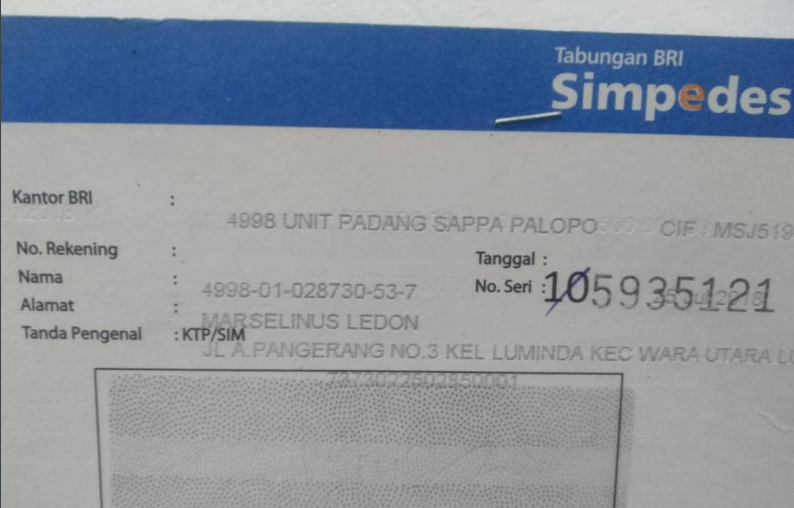 Tabungan BRI
Simpedes
Kantor BRI :
4998 UNIT PADANG SAPPA PALOPO CIF : MSJ519
No. Rekening : Tanggal :
Nama : 4998-01-028730-53-7 No. Seri : 105935121
Alamat : MARSELINUS LEDON
Tanda Pengenal : KTP/SIM
JL A.PANGERANG NO.3 KEL LUMINDA KEC WARA UTARA LU
7373022502850001